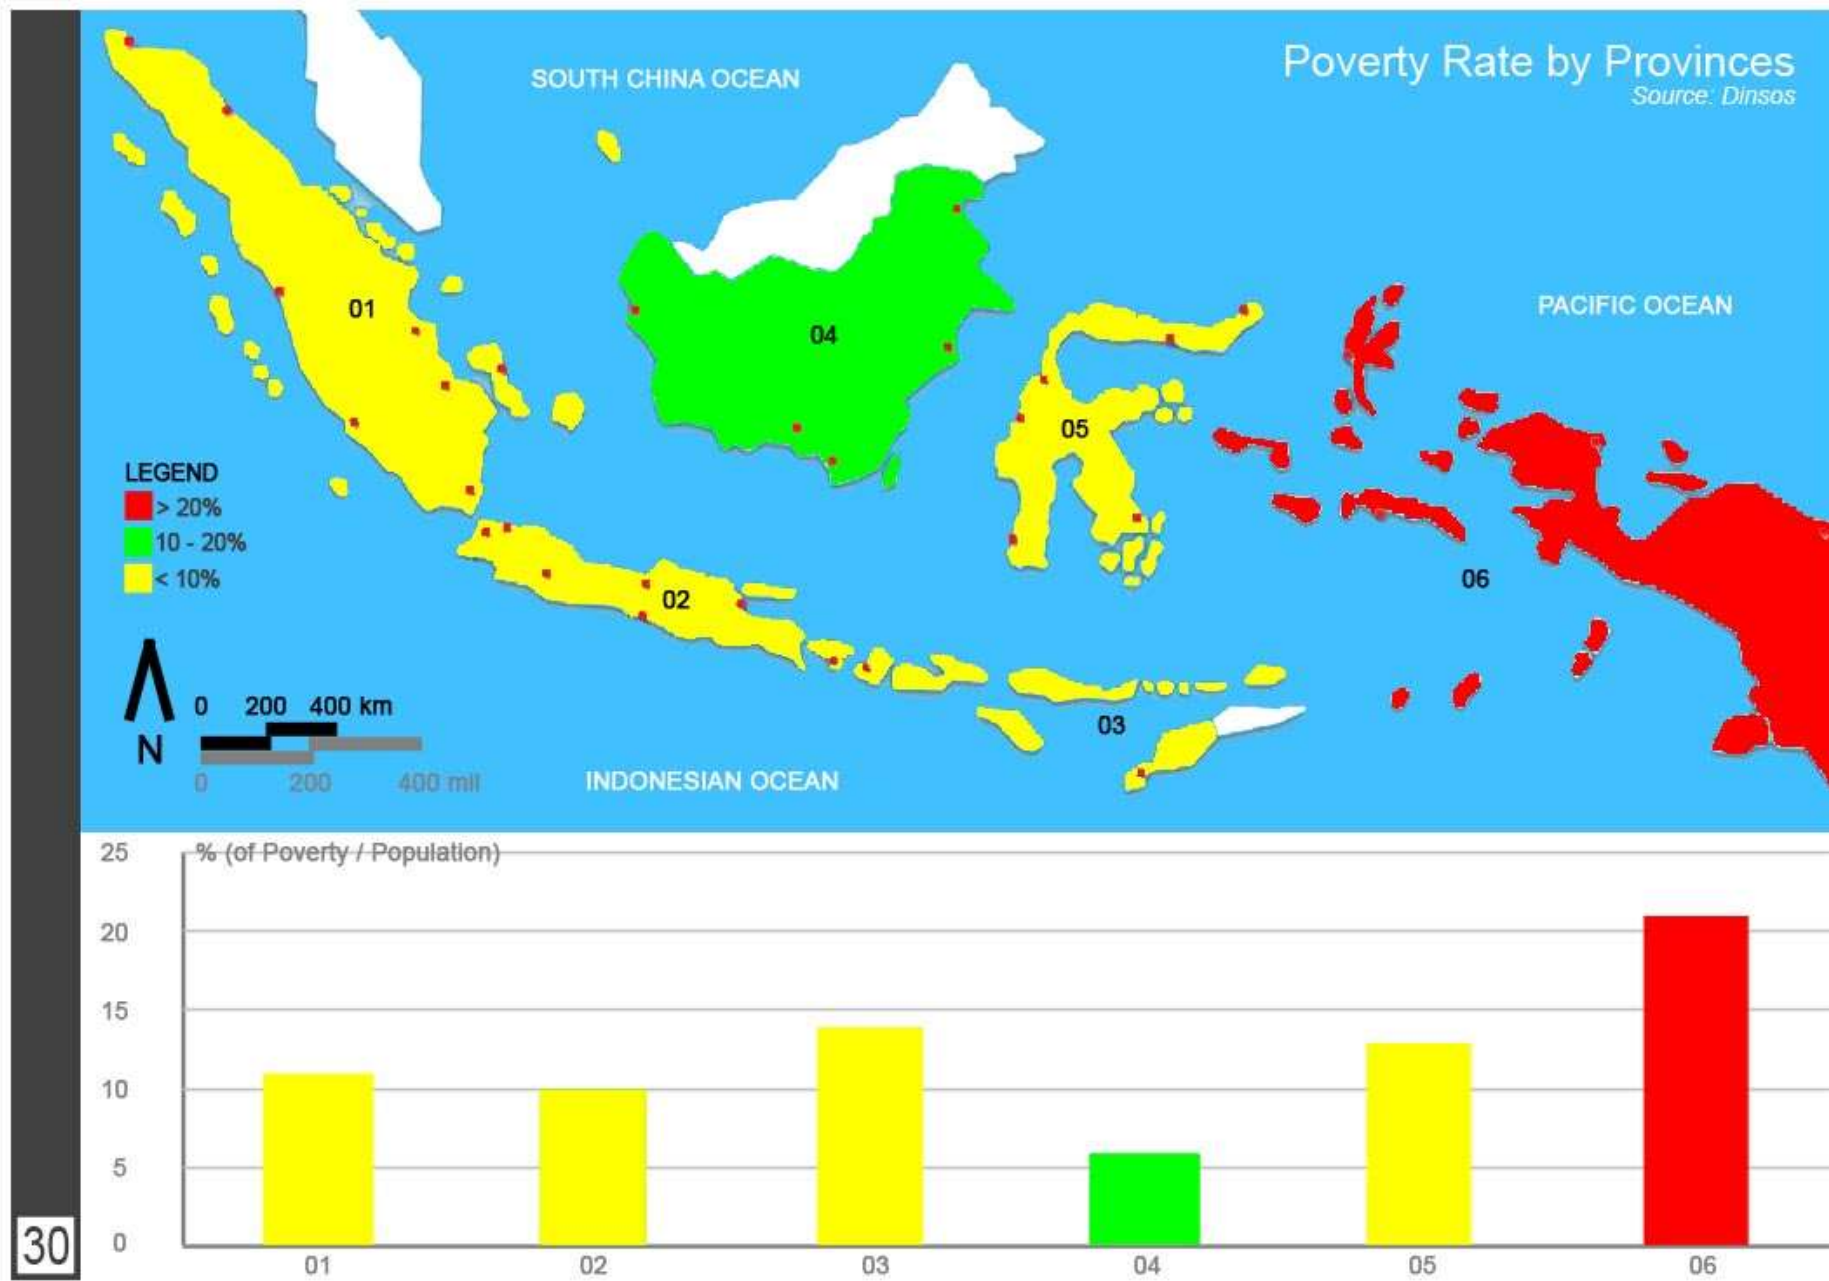 Poverty Rate by Provinces
Source: Dinsos
SOUTH CHINA OCEAN
PACIFIC OCEAN
01
04
05
LEGEND
> 20%
10 - 20%
< 10%
02
06
03
0 200 400 km
N
0 200 400 mil
INDONESIAN OCEAN
% (of Poverty / Population)
25
20
15
10
5
0
01 02 03 04 05 06
30